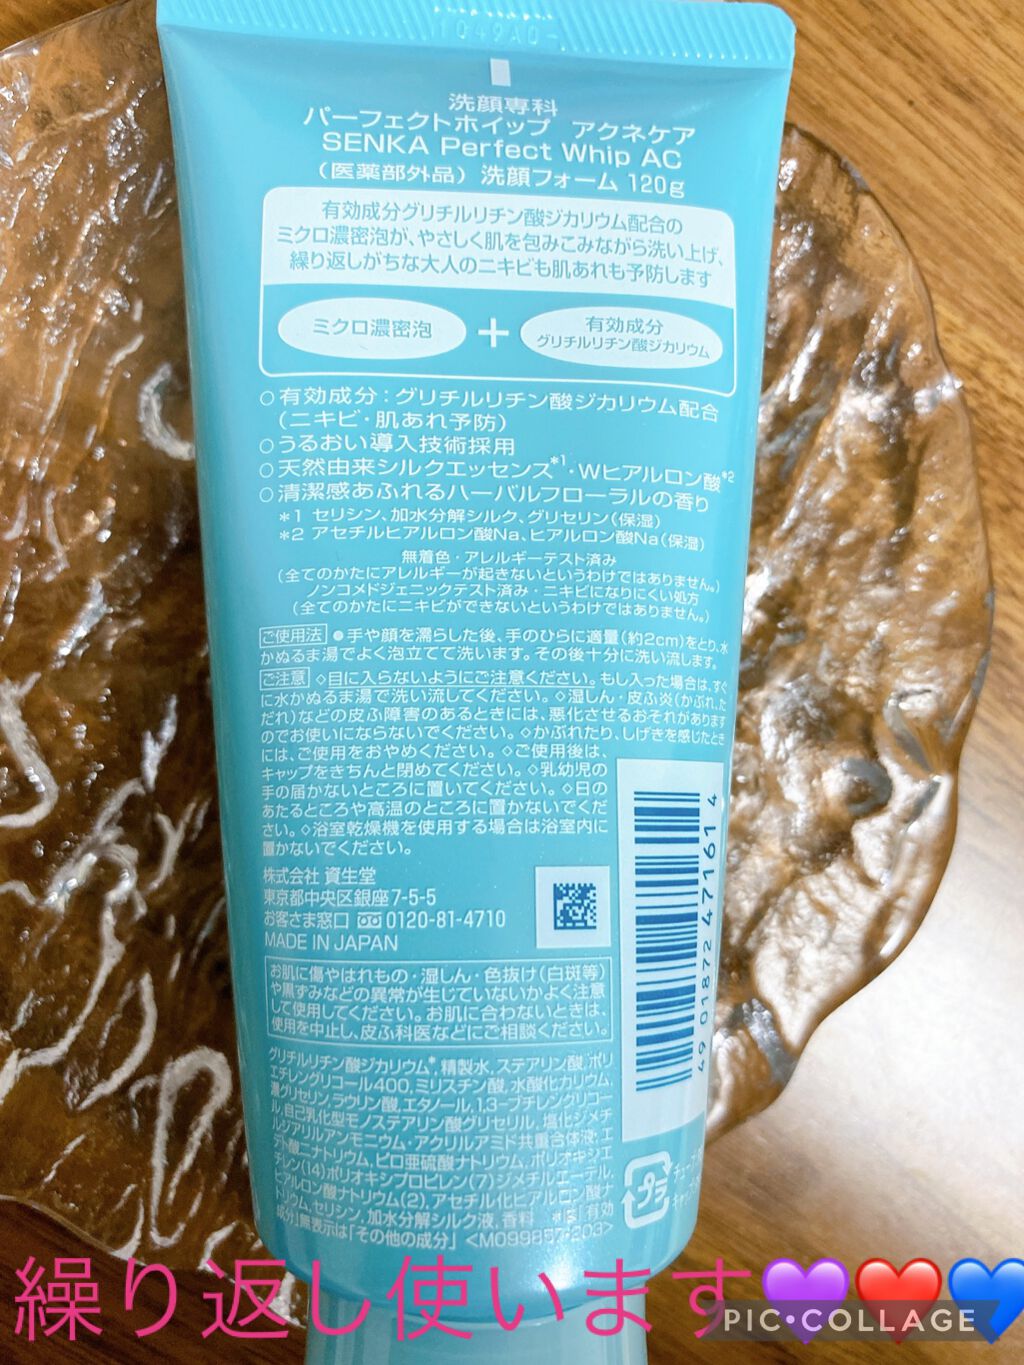 1049A0
洗顔専科
パーフェクトホイップ アクネケア
SENKA Perfect Whip AC
(医薬部外品) 洗顔フォーム 120g
有効成分グリチルリチン酸ジカリウム配合の
ミクロ濃密泡が、やさしく肌を包みこみながら洗い上げ、
繰り返しがちな大人のニキビも肌あれも予防します
ミクロ濃密泡
+
有効成分
グリチルリチン酸ジカリウム
○有効成分：グリチルリチン酸ジカリウム配合
(ニキビ・肌あれ予防)
○うるおい導入技術採用
○天然由来シルクエッセンス*1・Wヒアルロン酸*2
○清潔感あふれるハーバルフローラルの香り
*1 セリシン、加水分解シルク、グリセリン(保湿)
*2 アセチルヒアルロン酸Na、ヒアルロン酸Na(保湿)
無着色・アレルギーテスト済み
(全てのかたにアレルギーが起きないというわけではありません。)
ノンコメドジェニックテスト済み・ニキビになりにくい処方
(全てのかたにニキビができないというわけではありません。)
ご使用法 ●手や顔を濡らした後、手のひらに適量(約2cm)をとり、水
かぬるま湯でよく泡立てて洗います。その後十分に洗い流します。
ご注意 ◇目に入らないようにご注意ください。もし入った場合は、すぐ
に水かぬるま湯で洗い流してください。◇湿しん・皮ふ炎(かぶれ、た
だれ)などの皮ふ障害のあるときには、悪化させるおそれがあります
のでお使いにならないでください。◇かぶれたり、しげきを感じたとき
には、ご使用をおやめください。◇ご使用後は、
キャップをきちんと閉めてください。◇乳幼児の
手の届かないところに置いてください。◇日の
あたるところや高温のところに置かないでくだ
さい。◇浴室乾燥機を使用する場合は浴室内に
置かないでください。
株式会社 資生堂
東京都中央区銀座7-5-5
お客さま窓口 0120-81-4710
MADE IN JAPAN
4901872471614
お肌に傷やはれもの・湿しん・色抜け(白斑等)
や黒ずみなどの異常が生じていないかよく注意
して使用してください。お肌に合わないときは、
使用を中止し、皮ふ科医などにご相談ください。
グリチルリチン酸ジカリウム*、精製水、ステアリン酸、ポリ
エチレングリコール400、ミリスチン酸、水酸化カリウム、
濃グリセリン、ラウリン酸、エタノール、1,3-ブチレングリコー
ル、自己乳化型モノステアリン酸グリセリル、塩化ジメチ
ルジアリルアンモニウム・アクリルアミド共重合体液、エ
デト酸二ナトリウム、ピロ亜硫酸ナトリウム、ポリオキシエ
チレン(14)ポリオキシプロピレン(7)ジメチルエーテル、
ヒアルロン酸ナトリウム(2)、アセチル化ヒアルロン酸ナ
トリウム、セリシン、加水分解シルク液、香料 *は「有効
成分」無表示は「その他の成分」 <M099857-203>
プラ
繰り返し使います💜❤️💙
PIC•COLLAGE